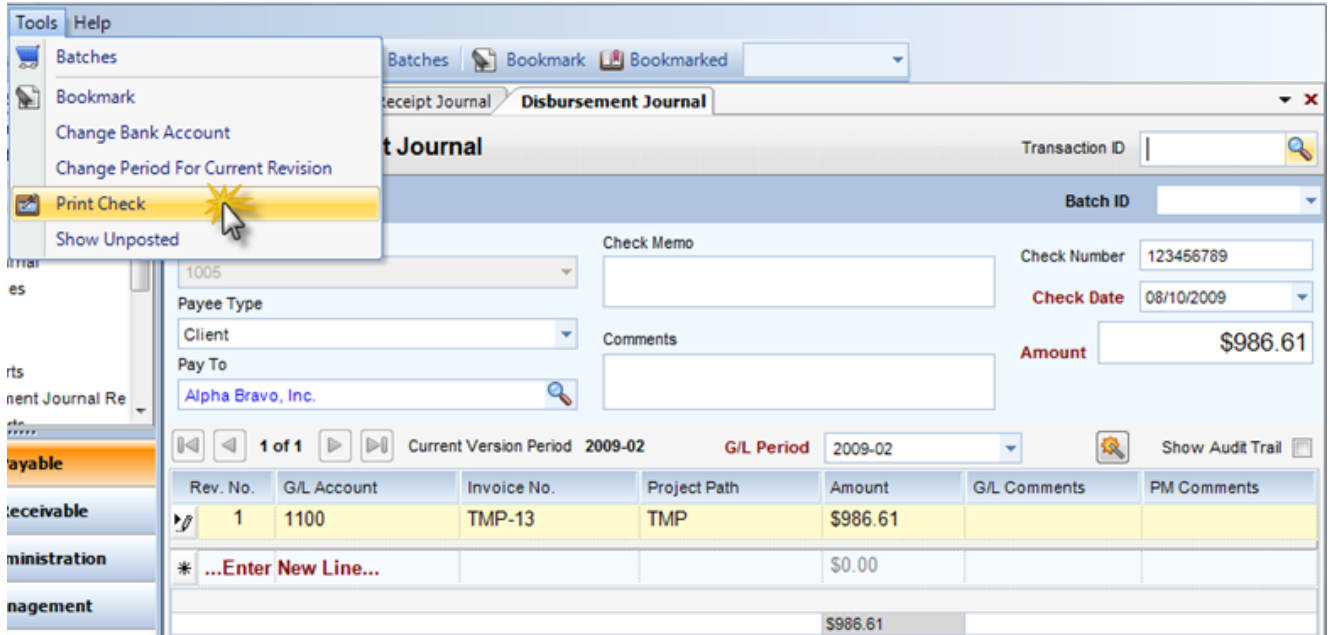 Tools Help
Batches
Bookmark
Change Bank Account
Change Period For Current Revision
Print Check
Show Unposted
Batches Bookmark Bookmarked
Receipt Journal Disbursement Journal
t Journal
Transaction ID
Batch ID
1005
Payee Type
Client
Pay To
Alpha Bravo, Inc.
Check Memo
Comments
Check Number 123456789
Check Date 08/10/2009
Amount $986.61
es
rts
ment Journal Re
ayable
eceivable
ministration
nagement
1 of 1 Current Version Period 2009-02 G/L Period 2009-02 Show Audit Trail
Rev. No. G/L Account Invoice No. Project Path Amount G/L Comments PM Comments
1 1100 TMP-13 TMP $986.61
...Enter New Line... $0.00
$986.61